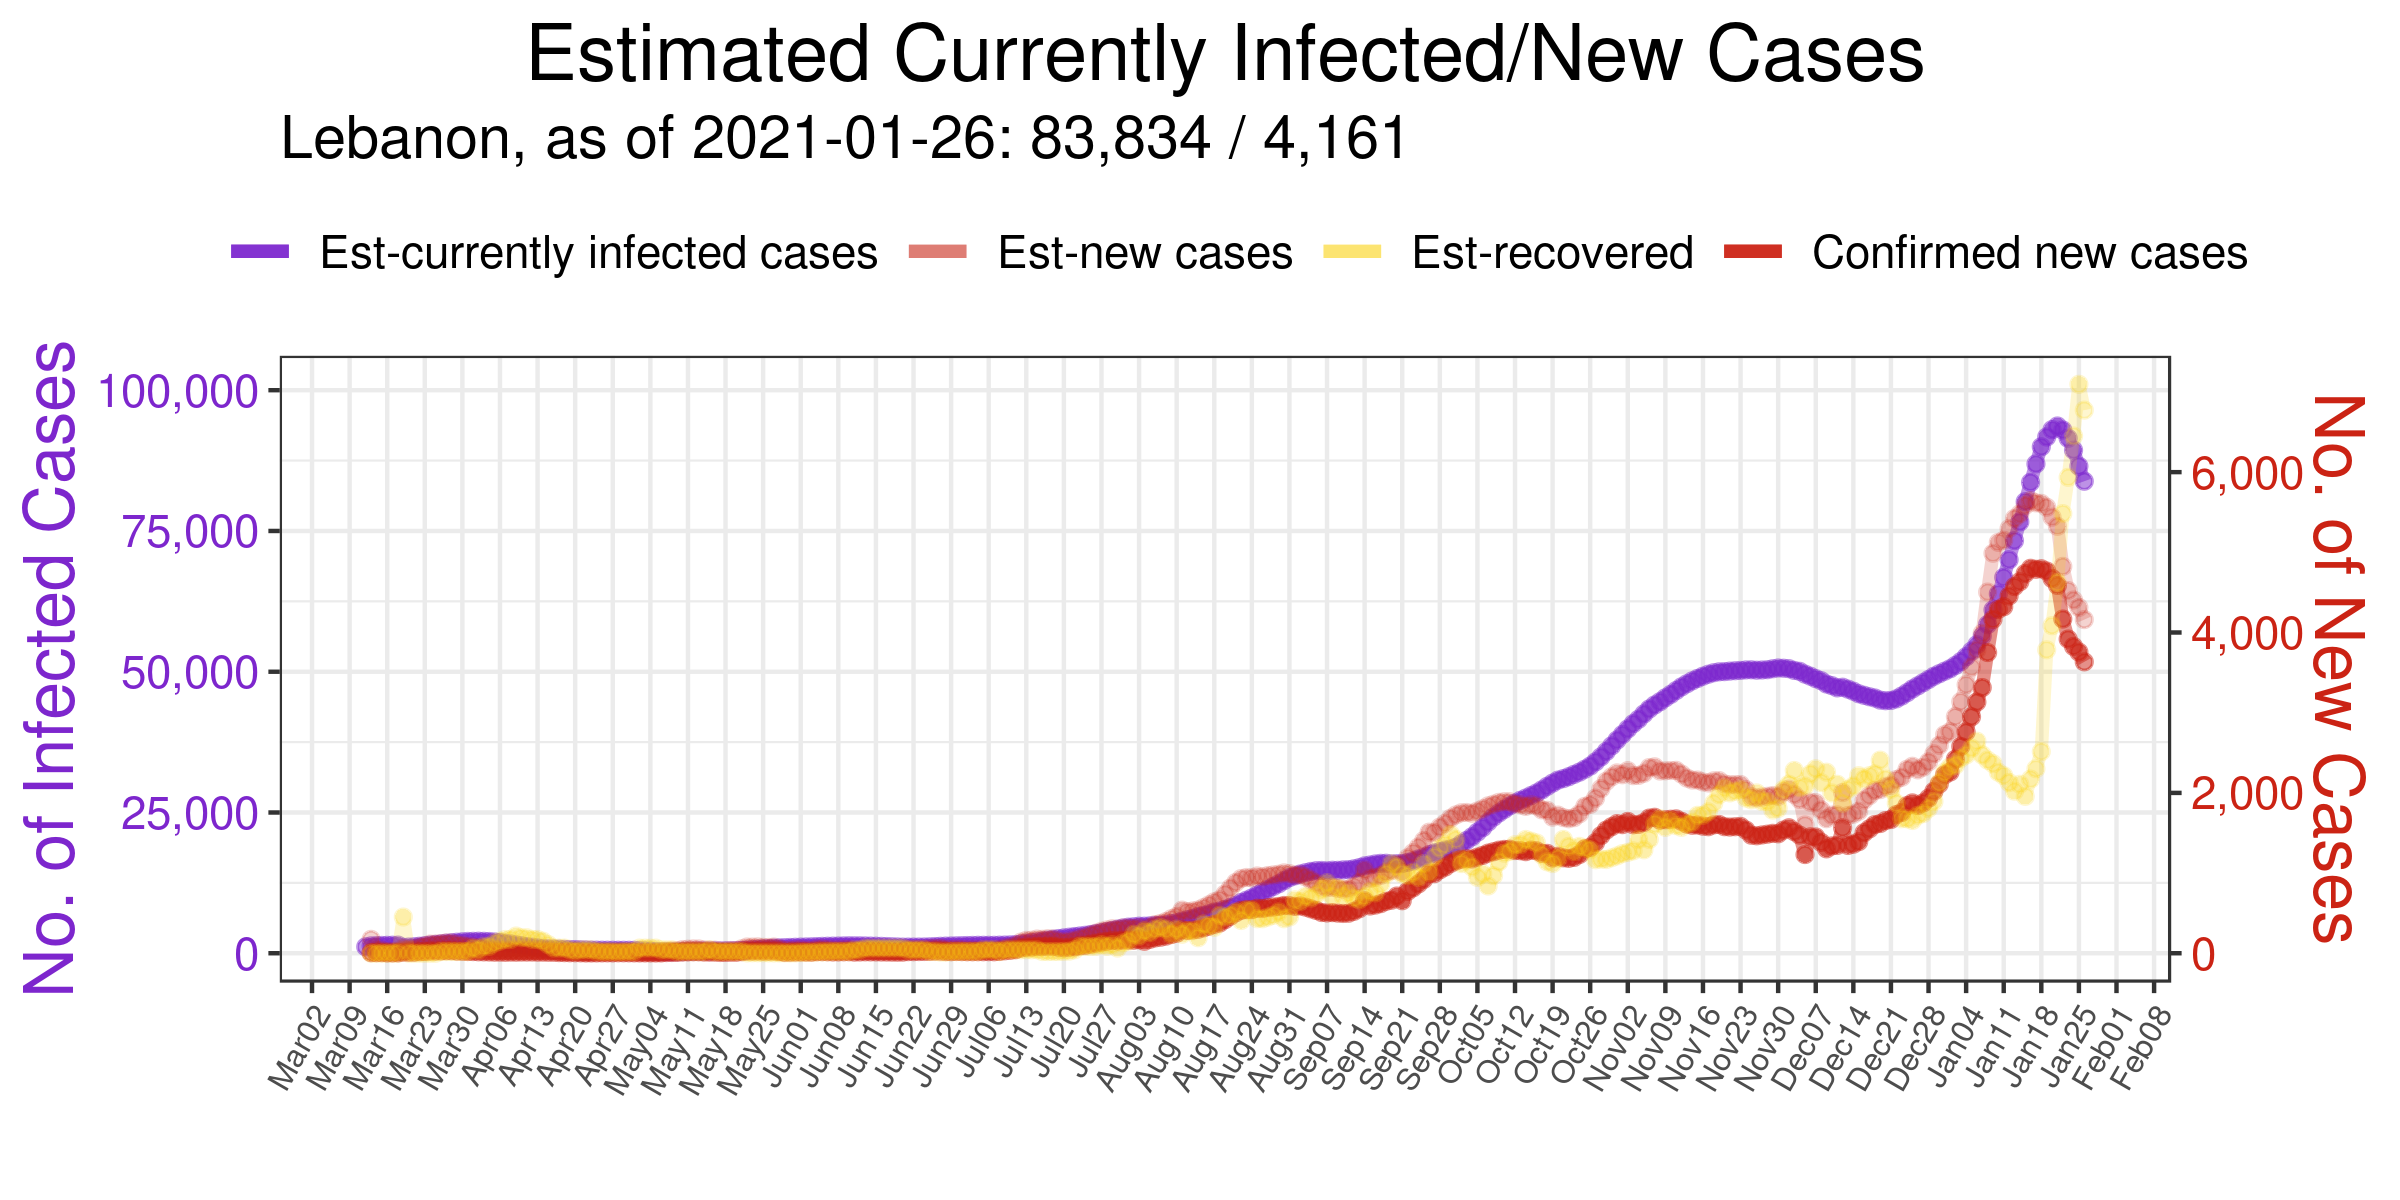 Estimated Currently Infected/New Cases
Lebanon, as of 2021-01-26: 83,834 / 4,161
Est-currently infected cases Est-new cases Est-recovered Confirmed new cases
No. of Infected Cases
100,000
75,000
50,000
25,000
0
6,000
4,000
2,000
0
No. of New Cases
Mar02 Mar09 Mar16 Mar23 Mar30 Apr06 Apr13 Apr20 Apr27 May04 May11 May18 May25 Jun01 Jun08 Jun15 Jun22 Jun29 Jul06 Jul13 Jul20 Jul27 Aug03 Aug10 Aug17 Aug24 Aug31 Sep07 Sep14 Sep21 Sep28 Oct05 Oct12 Oct19 Oct26 Nov02 Nov09 Nov16 Nov23 Nov30 Dec07 Dec14 Dec21 Dec28 Jan04 Jan11 Jan18 Jan25 Feb01 Feb08